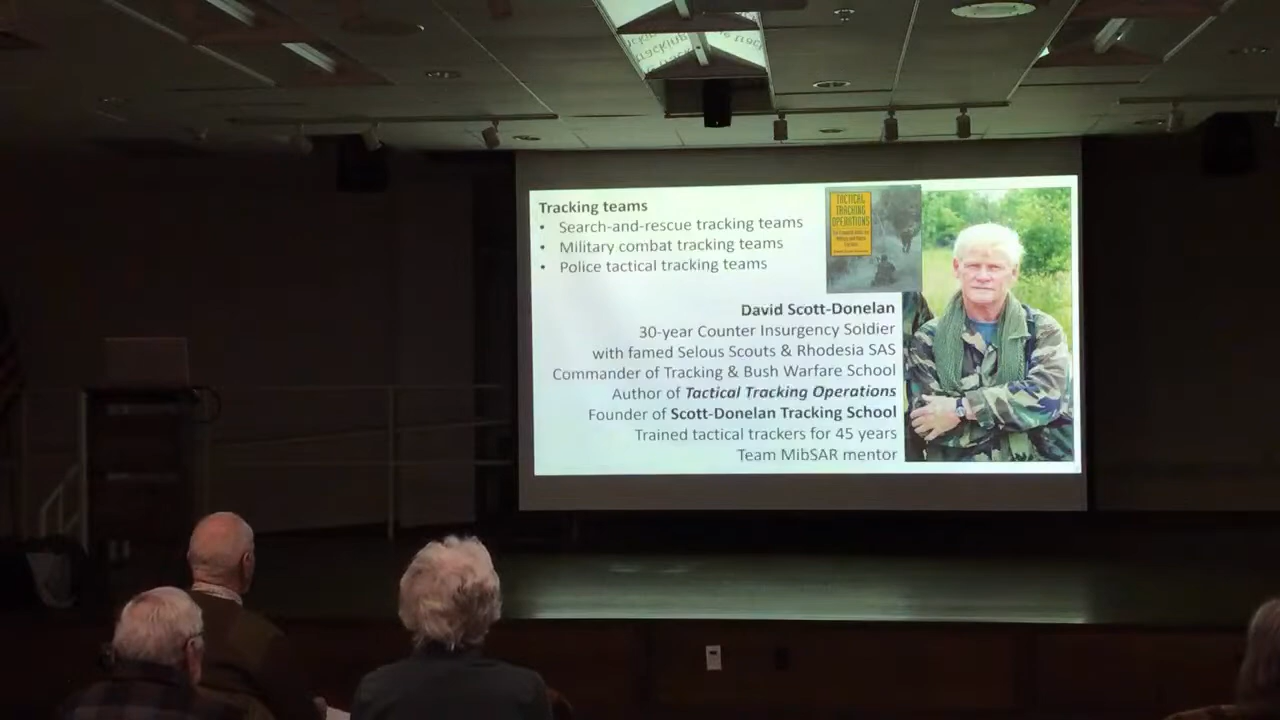 Tracking teams
• Search-and-rescue tracking teams
• Military combat tracking teams
• Police tactical tracking teams
TACTICAL
TRACKING
OPERATIONS
David Scott-Donelan
30-year Counter Insurgency Soldier
with famed Selous Scouts & Rhodesia SAS
Commander of Tracking & Bush Warfare School
Author of Tactical Tracking Operations
Founder of Scott-Donelan Tracking School
Trained tactical trackers for 45 years
Team MibSAR mentor